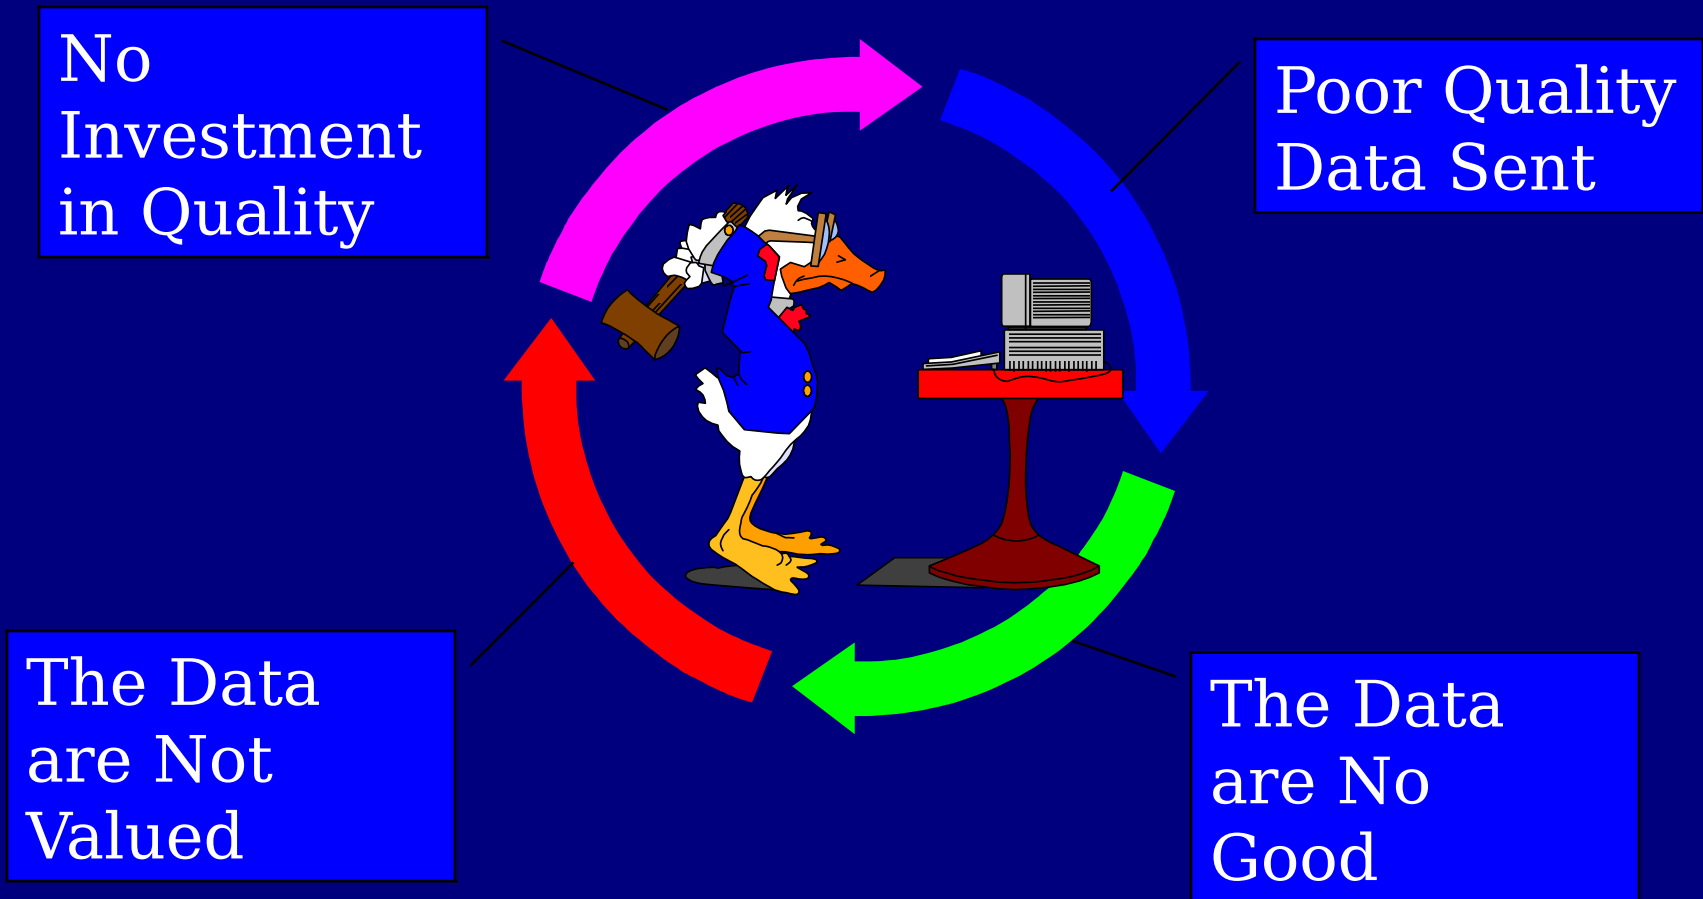 No
Investment
in Quality
Poor Quality
Data Sent
The Data
are Not
Valued
The Data
are No
Good